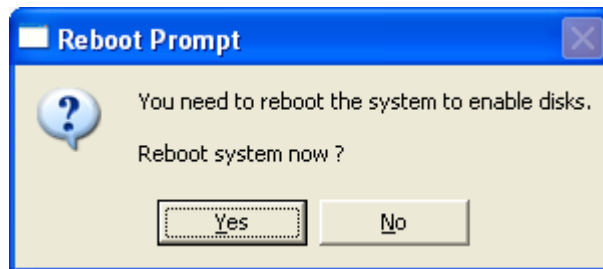 Reboot Prompt
You need to reboot the system to enable disks.
Reboot system now ?
Yes
No